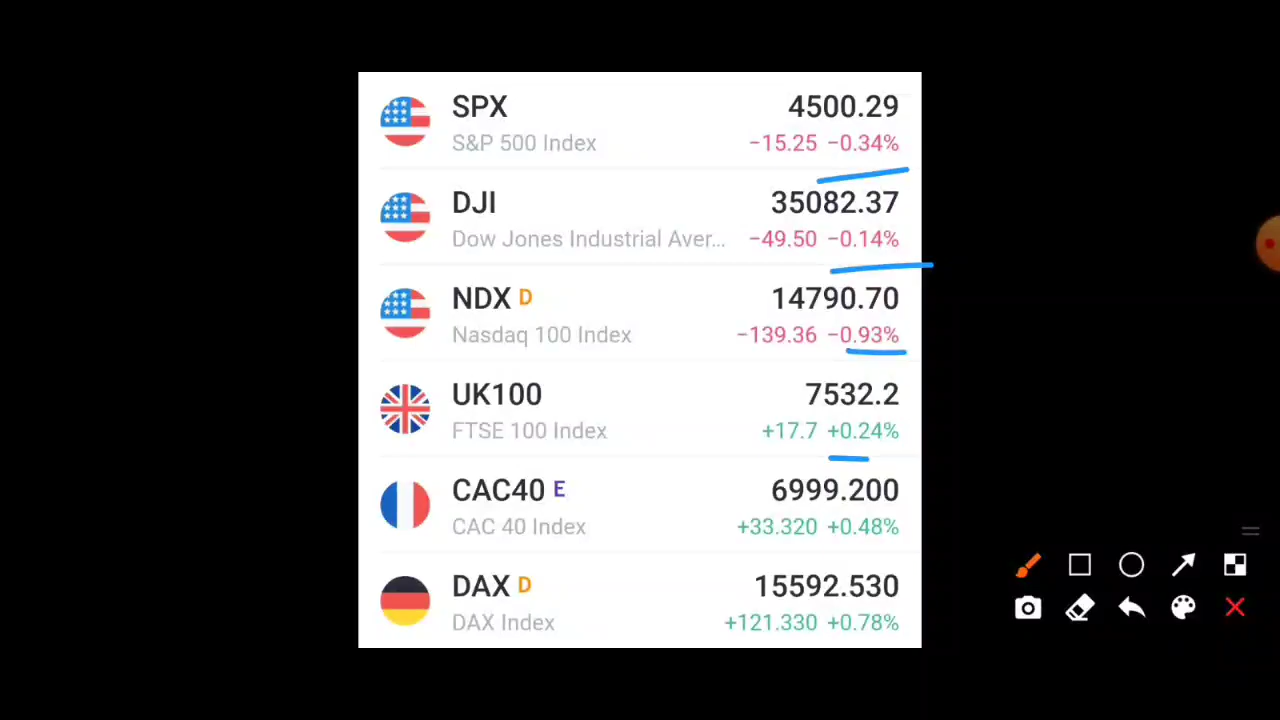 SPX 4500.29
S&P 500 Index −15.25 −0.34%
DJI 35082.37
Dow Jones Industrial Aver... −49.50 −0.14%
NDX D 14790.70
Nasdaq 100 Index −139.36 −0.93%
UK100 7532.2
FTSE 100 Index +17.7 +0.24%
CAC40 E 6999.200
CAC 40 Index +33.320 +0.48%
DAX D 15592.530
DAX Index +121.330 +0.78%